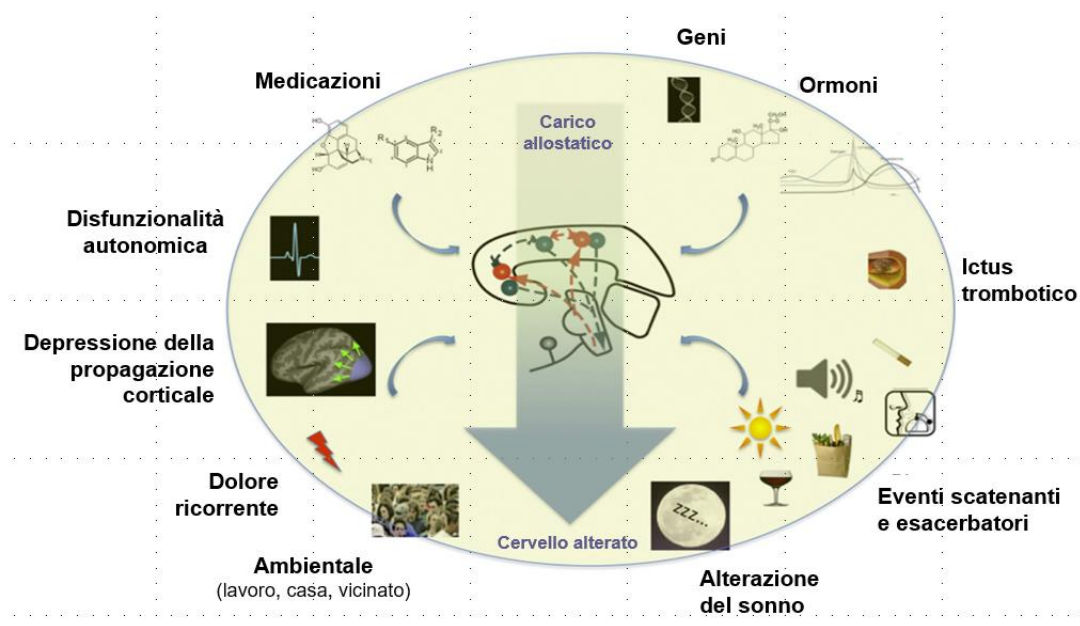 Geni
Medicazioni
Ormoni
Carico
allostatico
Disfunzionalità
autonomica
Ictus
trombotico
Depressione della
propagazione
corticale
Dolore
ricorrente
Eventi scatenanti
e esacerbatori
ZZZ...
Cervello alterato
Ambientale
(lavoro, casa, vicinato)
Alterazione
del sonno